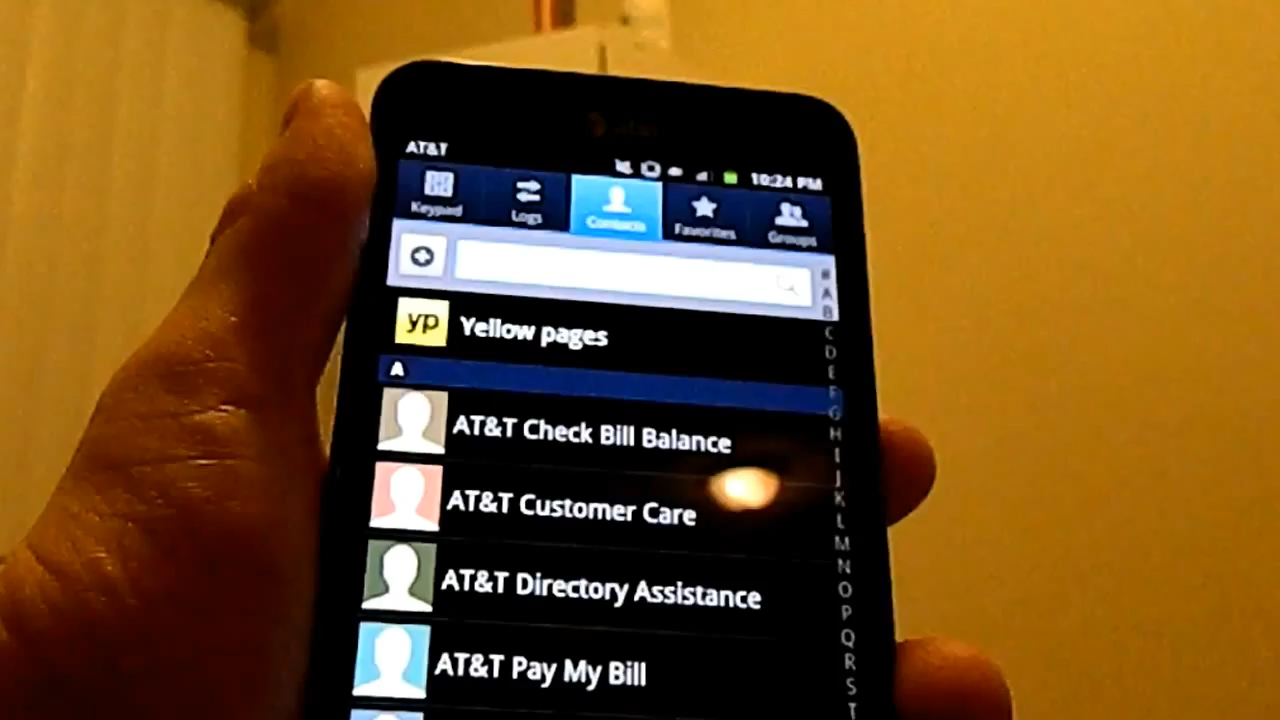 AT&T
10:24 PM
Keypad
Logs
Contacts
Favorites
Groups
yp Yellow pages
A
AT&T Check Bill Balance
AT&T Customer Care
AT&T Directory Assistance
AT&T Pay My Bill
#
A
B
C
D
E
F
G
H
I
J
K
L
M
N
O
P
Q
R
S
T